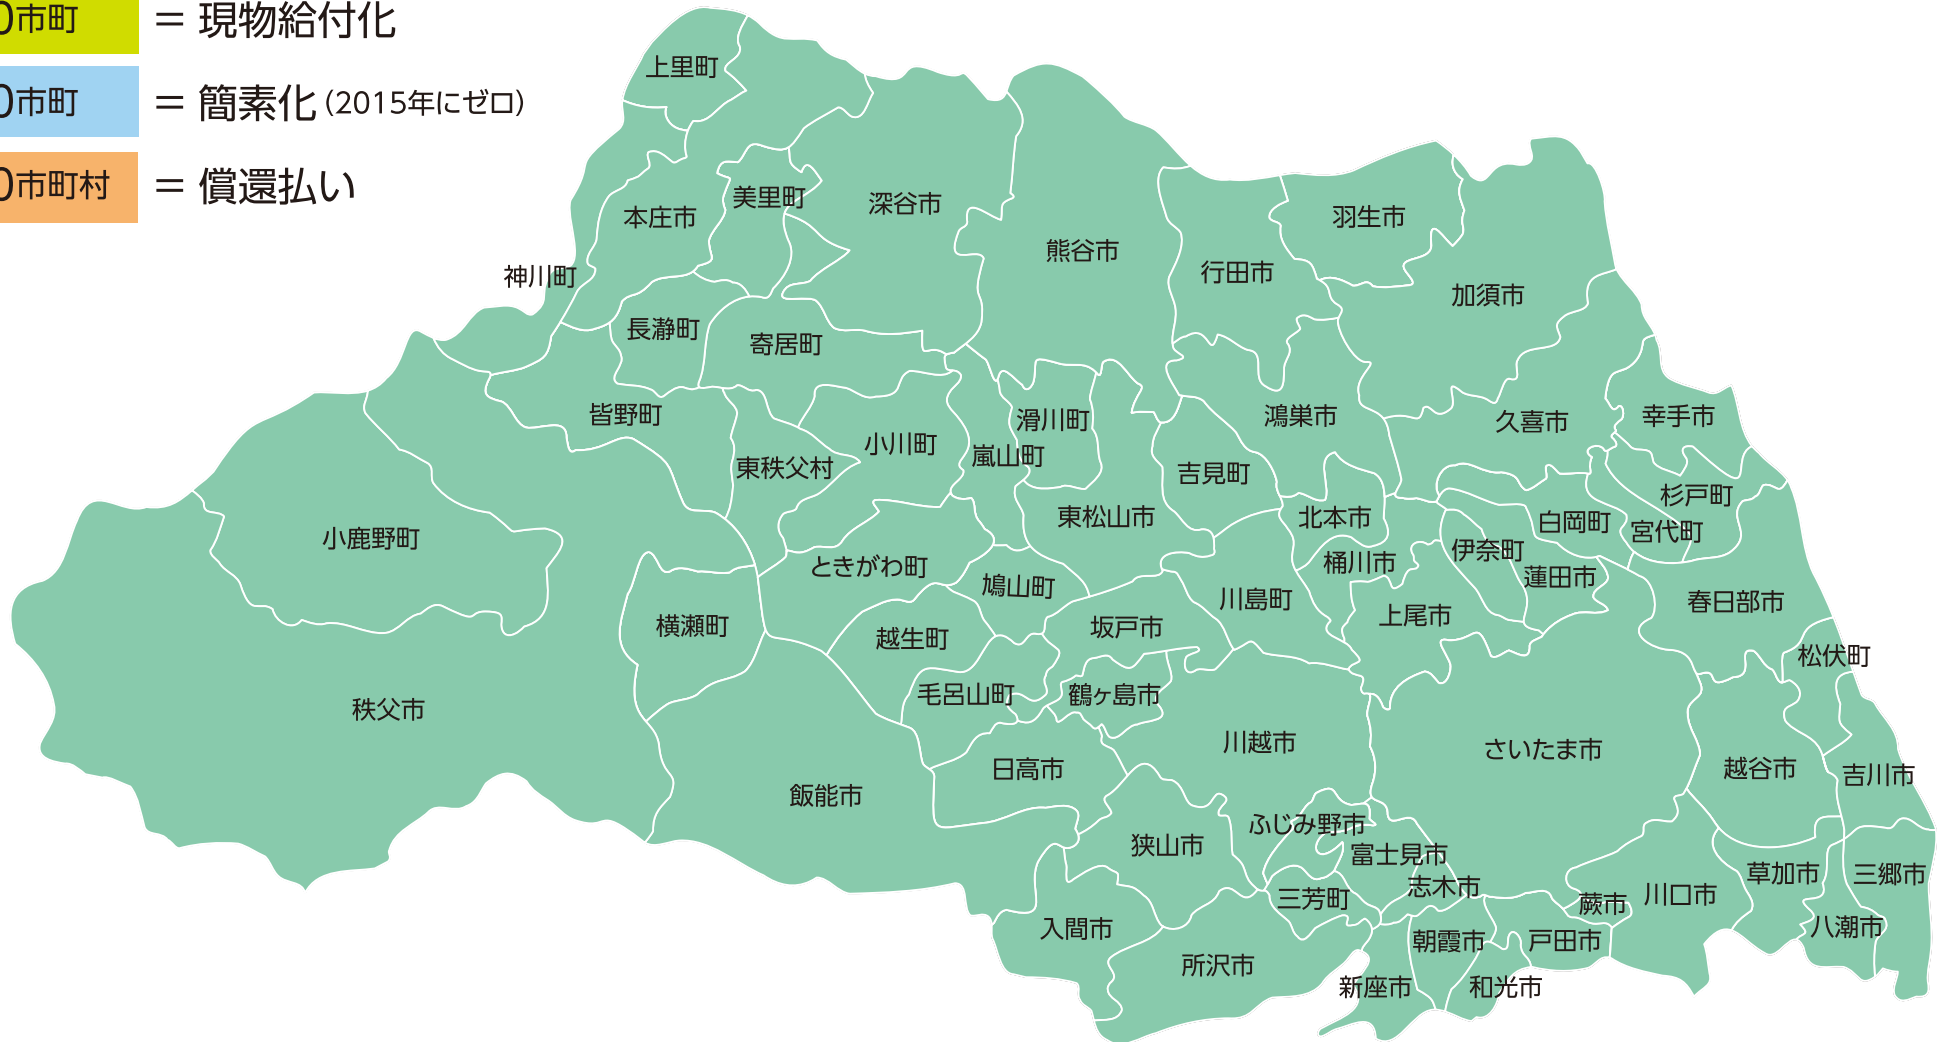 0市町 = 現物給付化
0市町 = 簡素化(2015年にゼロ)
0市町村 = 償還払い
上里町
本庄市
美里町
深谷市
神川町
熊谷市
行田市
羽生市
加須市
長瀞町
寄居町
皆野町
東秩父村
小川町
嵐山町
滑川町
吉見町
鴻巣市
久喜市
幸手市
杉戸町
宮代町
白岡町
北本市
東松山市
桶川市
伊奈町
蓮田市
小鹿野町
ときがわ町
鳩山町
川島町
上尾市
春日部市
横瀬町
越生町
坂戸市
松伏町
秩父市
毛呂山町
鶴ヶ島市
川越市
さいたま市
越谷市
吉川市
日高市
飯能市
狭山市
ふじみ野市
富士見市
三芳町
志木市
蕨市
川口市
草加市
三郷市
入間市
所沢市
朝霞市
戸田市
八潮市
新座市
和光市